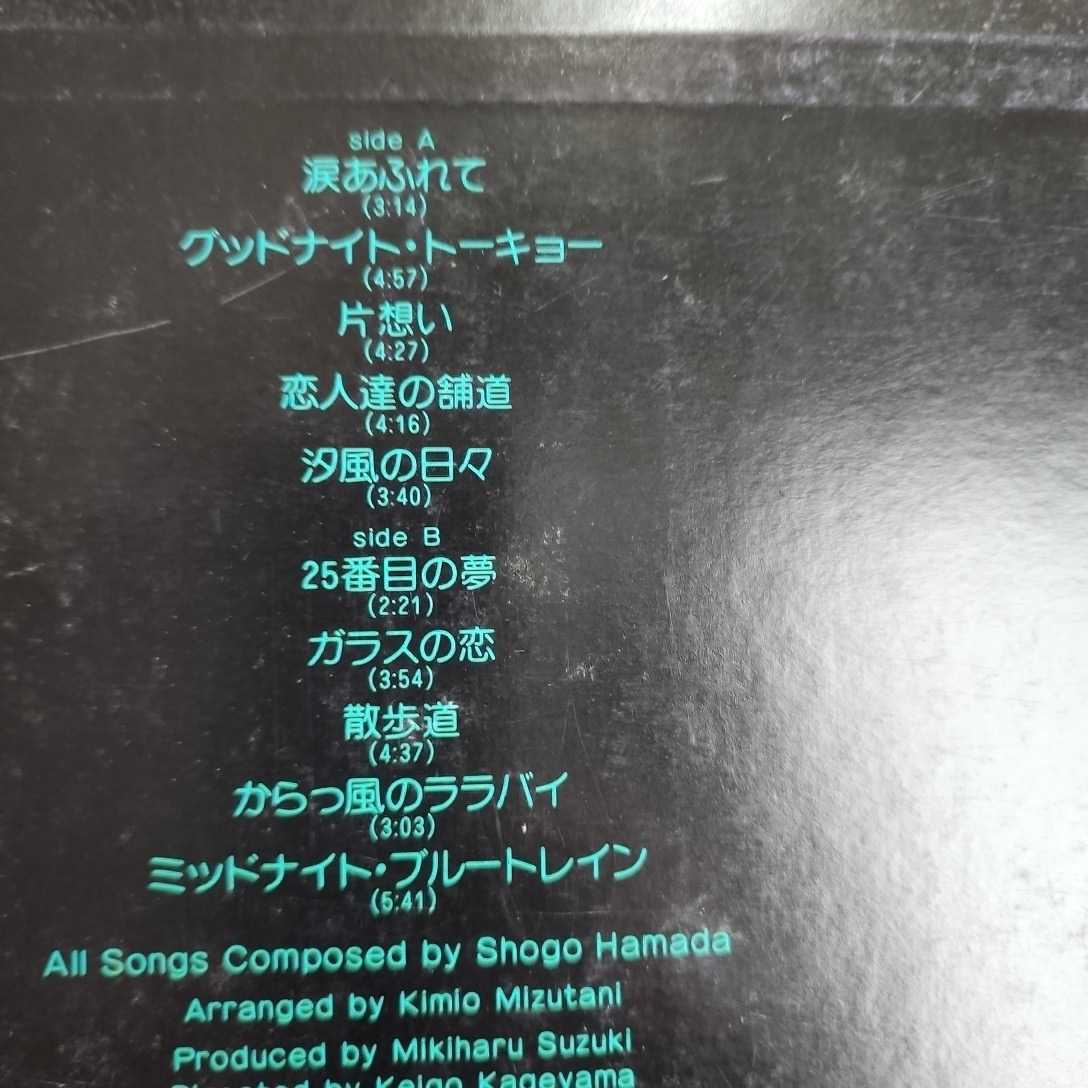 side A
涙あふれて
(3:14)
グッドナイト・トーキョー
(4:57)
片想い
(4:27)
恋人達の舗道
(4:16)
汐風の日々
(3:40)
side B
25番目の夢
(2:21)
ガラスの恋
(3:54)
散歩道
(4:37)
からっ風のララバイ
(3:03)
ミッドナイト・ブルートレイン
(5:41)
All Songs Composed by Shogo Hamada
Arranged by Kimio Mizutani
Produced by Mikiharu Suzuki
Directed by Keigo Kageyama